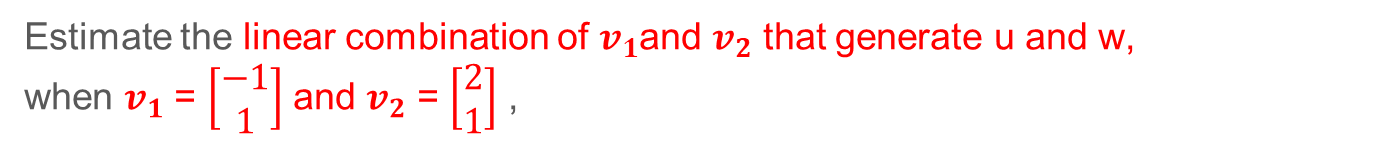 Estimate the linear combination of v₁and v₂ that generate u and w,
when v₁ = [−1 1] and v₂ = [2 1] ,